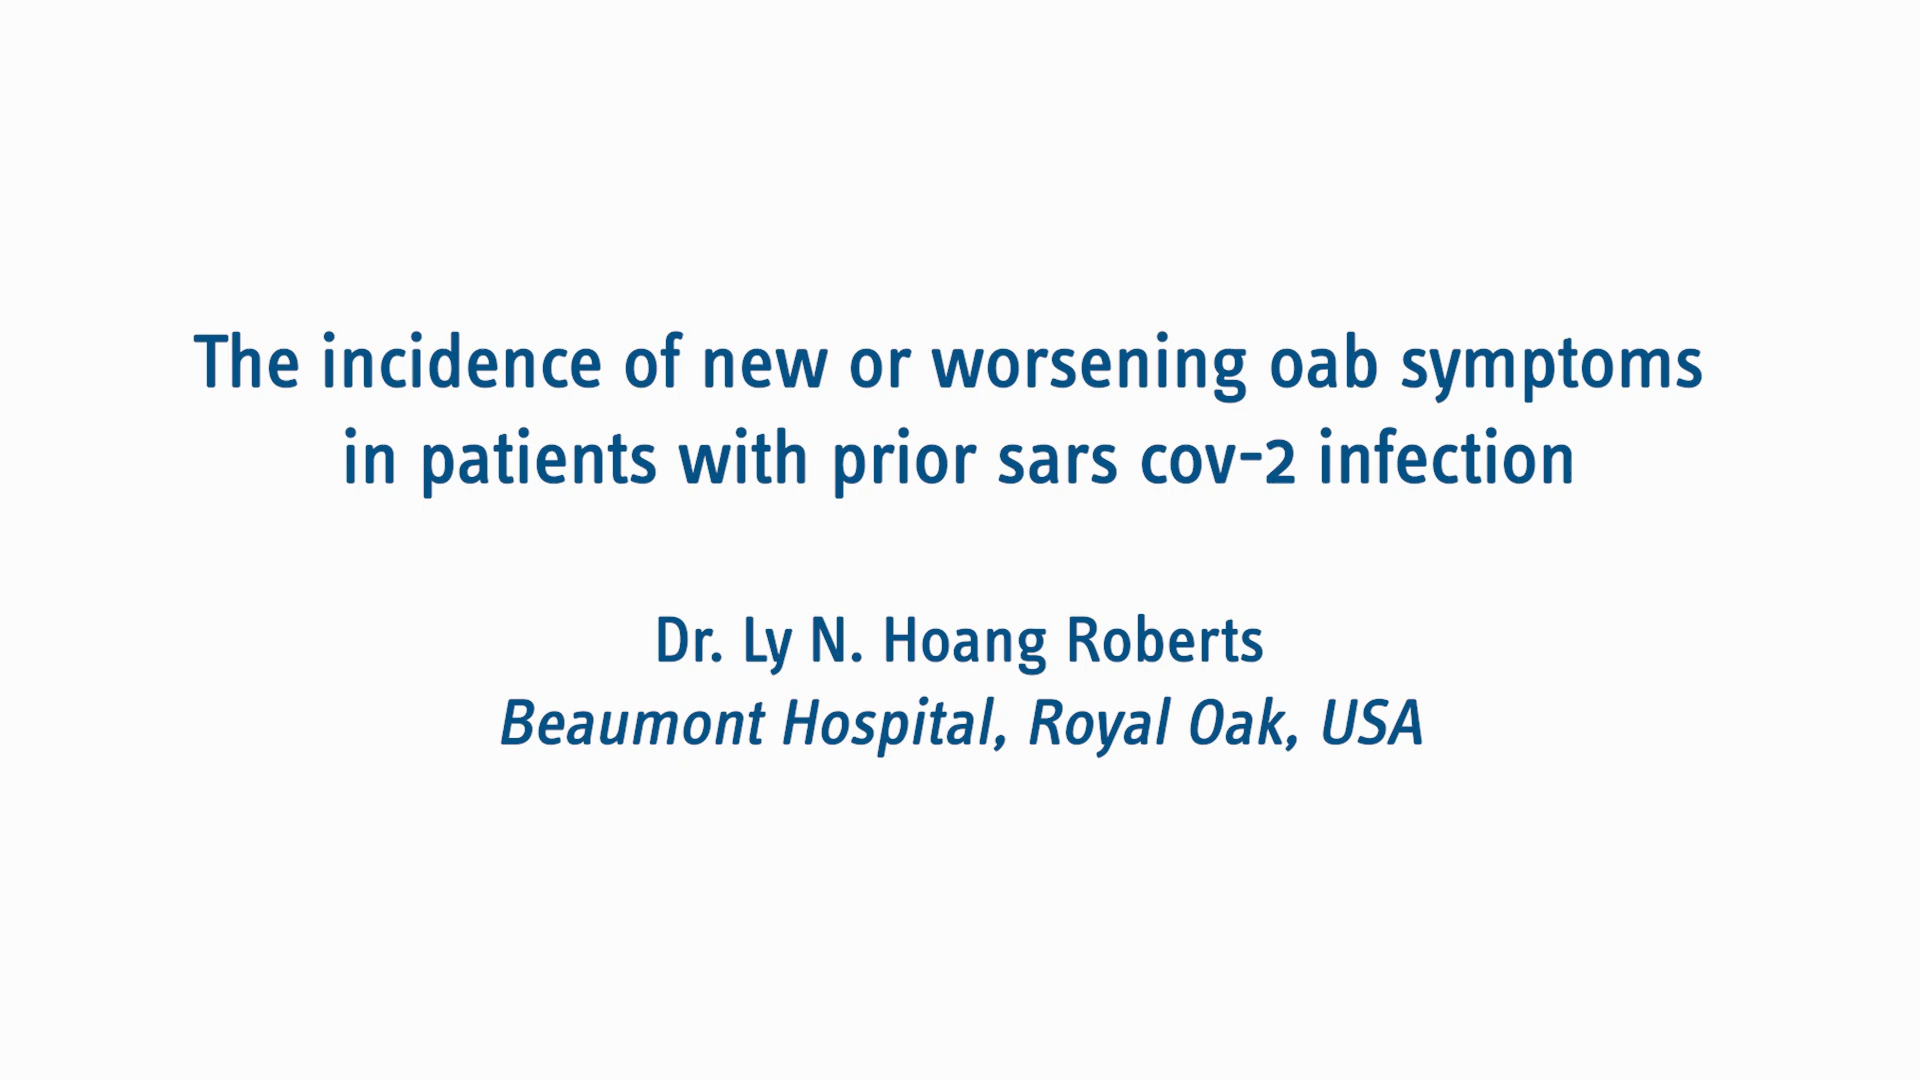 The incidence of new or worsening oab symptoms
in patients with prior sars cov-2 infection
Dr. Ly N. Hoang Roberts
Beaumont Hospital, Royal Oak, USA